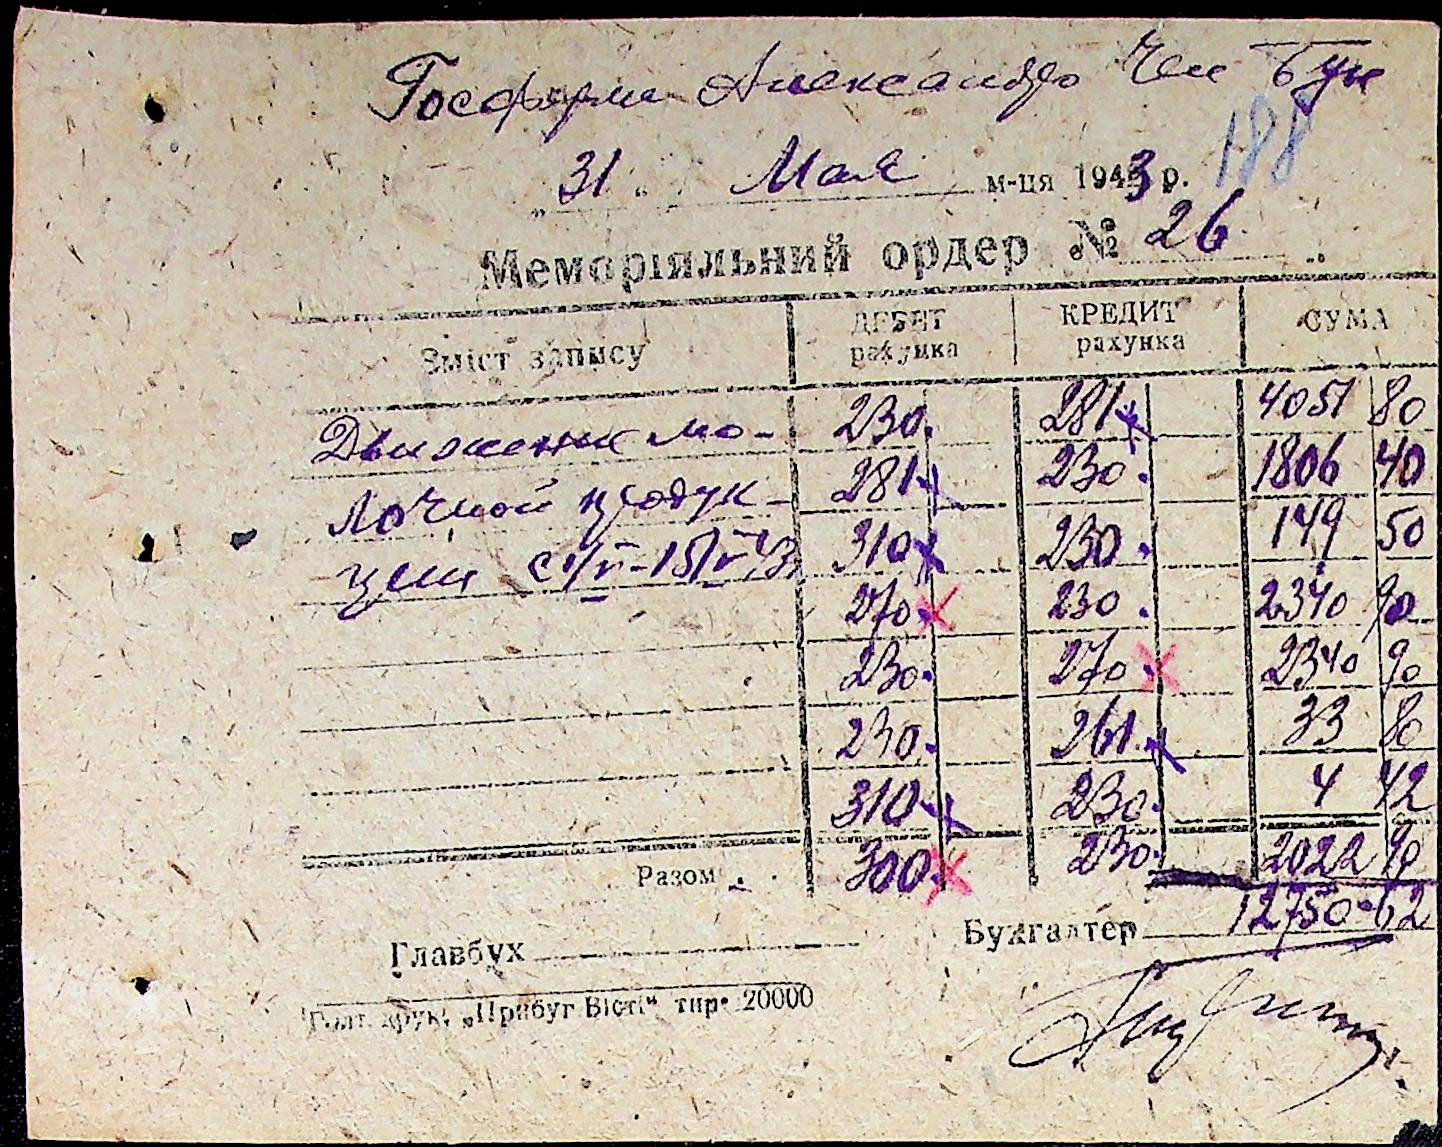 Госферма Александро Чен Бук
188
„31“ Мая м-ця 1943 р.
Меморіяльний ордер № 26
Зміст запису ДЕБЕТ рахунка КРЕДИТ рахунка СУМА
Движение мо- 230. 281 4051 80
лочной продук- 281 230. 1806 40
ции с 1/V-15/V 43 310 230. 149 50
270. 230. 2340 90
230. 270. 2340 90
230. 261. 33 80
310 230. 4 42
Разом 300. 230. 2022 90
12750-62
Главбух Бухгалтер
друк. „Прибуг Вісті“ тир. 20000